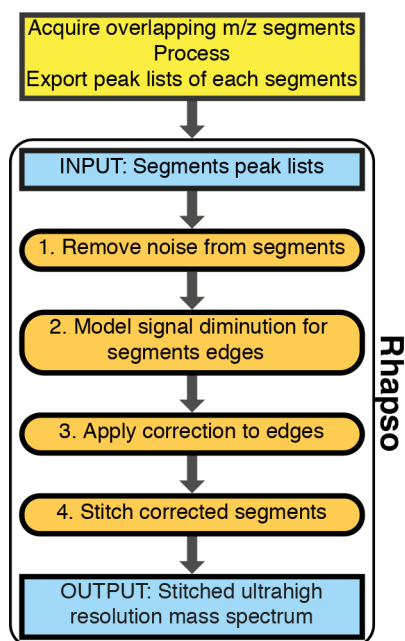 Acquire overlapping m/z segments
Process
Export peak lists of each segments
INPUT: Segments peak lists
1. Remove noise from segments
2. Model signal diminution for
segments edges
3. Apply correction to edges
4. Stitch corrected segments
OUTPUT: Stitched ultrahigh
resolution mass spectrum
Rhapso